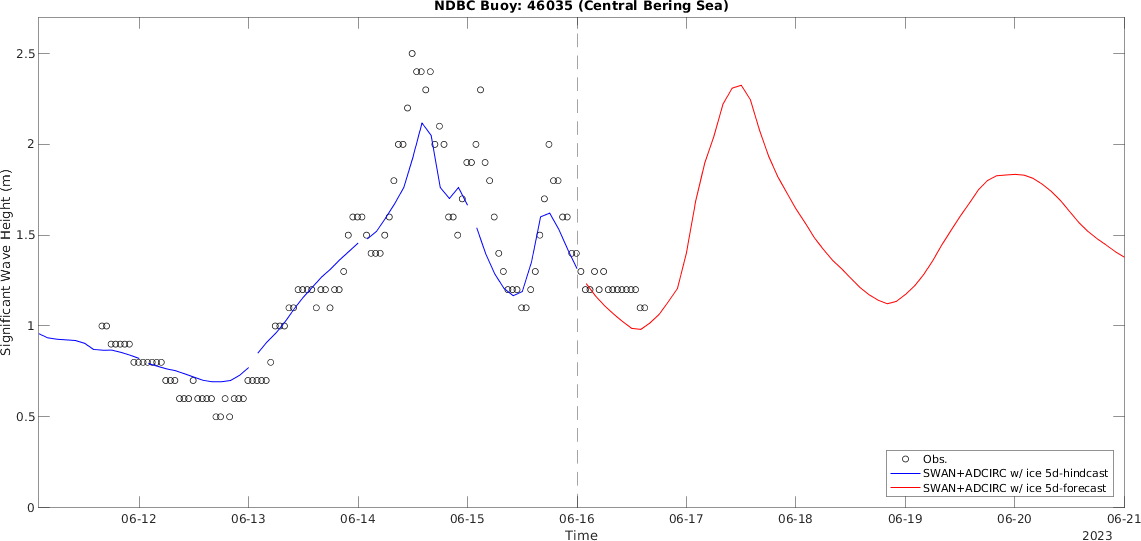 NDBC Buoy: 46035 (Central Bering Sea)
2.5
2
1.5
1
0.5
0
Significant Wave Height (m)
Obs.
SWAN+ADCIRC w/ ice 5d-hindcast
SWAN+ADCIRC w/ ice 5d-forecast
06-12 06-13 06-14 06-15 06-16 06-17 06-18 06-19 06-20 06-21
Time
2023